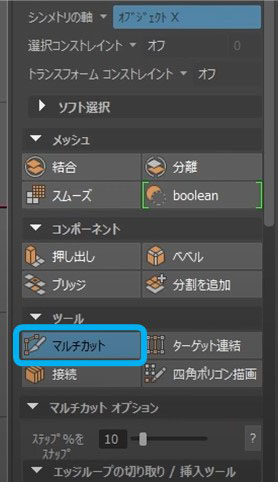 シンメトリの軸 オブジェクト X
選択コンストレイント オフ 0
トランスフォーム コンストレイント オフ
ソフト選択
メッシュ
結合 分離
スムーズ boolean
コンポーネント
押し出し ベベル
ブリッジ 分割を追加
ツール
マルチカット ターゲット連結
接続 四角ポリゴン描画
マルチカット オプション
ステップ%を
スナップ 10 ?
エッジループの切り取り / 挿入ツール